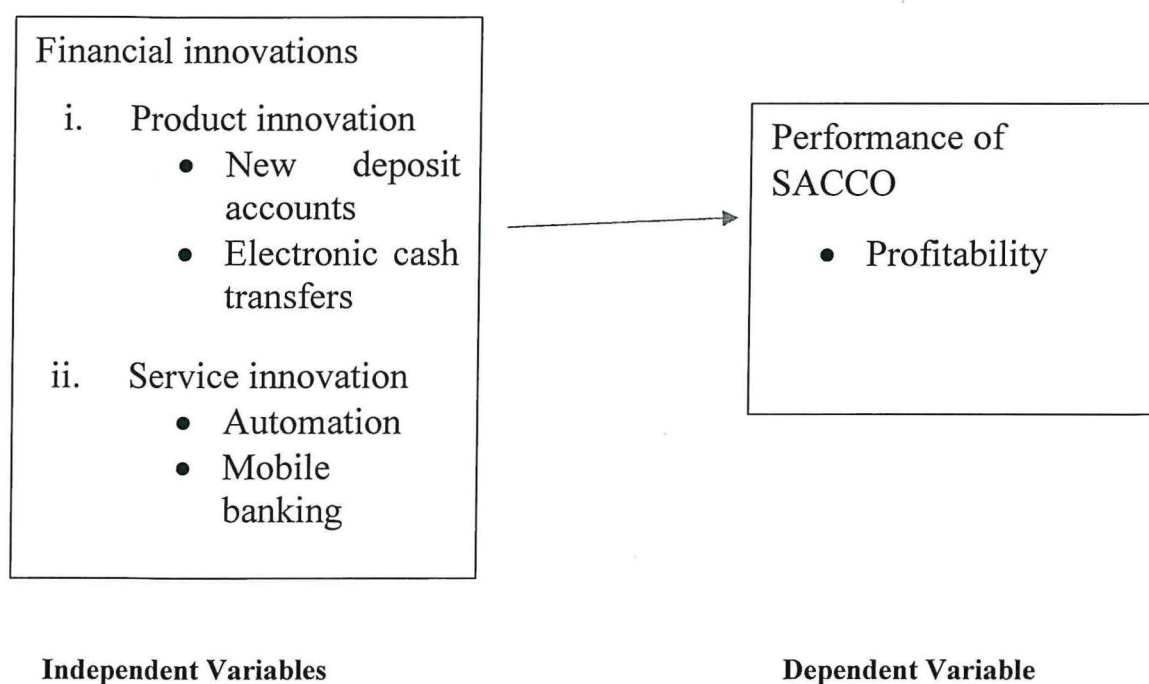 Financial innovations
i. Product innovation
• New deposit
accounts
• Electronic cash
transfers
ii. Service innovation
• Automation
• Mobile
banking
Performance of
SACCO
• Profitability
Independent Variables
Dependent Variable